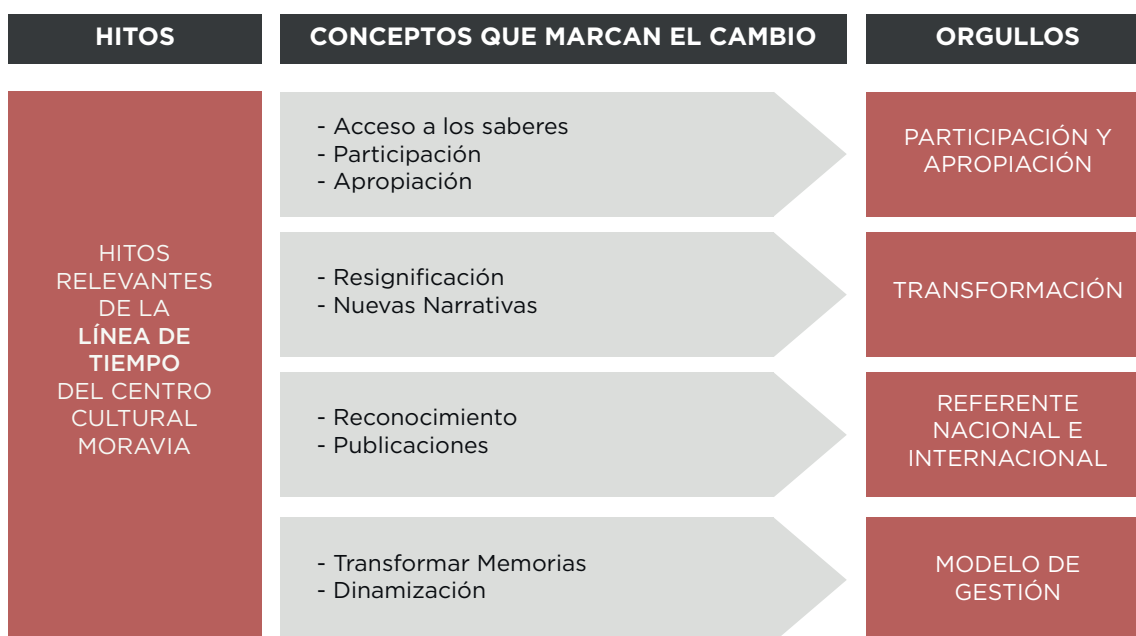 HITOS
CONCEPTOS QUE MARCAN EL CAMBIO
ORGULLOS
HITOS
RELEVANTES
DE LA
LÍNEA DE
TIEMPO
DEL CENTRO
CULTURAL
MORAVIA
- Acceso a los saberes
- Participación
- Apropiación
PARTICIPACIÓN Y
APROPIACIÓN
- Resignificación
- Nuevas Narrativas
TRANSFORMACIÓN
- Reconocimiento
- Publicaciones
REFERENTE
NACIONAL E
INTERNACIONAL
- Transformar Memorias
- Dinamización
MODELO DE
GESTIÓN